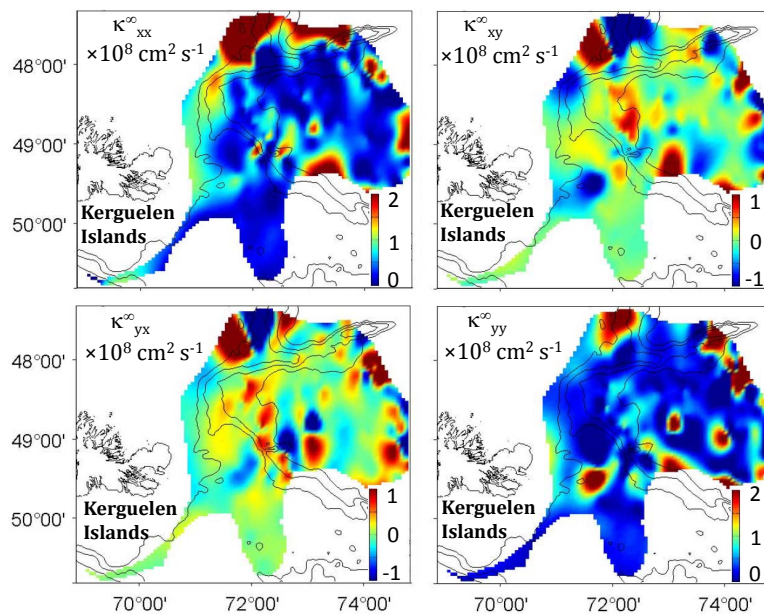 κ∞xx
×10⁸ cm² s⁻¹
48°00'
49°00'
50°00'
Kerguelen
Islands
2
1
0
κ∞xy
×10⁸ cm² s⁻¹
Kerguelen
Islands
1
0
-1
κ∞yx
×10⁸ cm² s⁻¹
48°00'
49°00'
50°00'
Kerguelen
Islands
1
0
-1
70°00'
72°00'
74°00'
κ∞yy
×10⁸ cm² s⁻¹
Kerguelen
Islands
2
1
0
70°00'
72°00'
74°00'